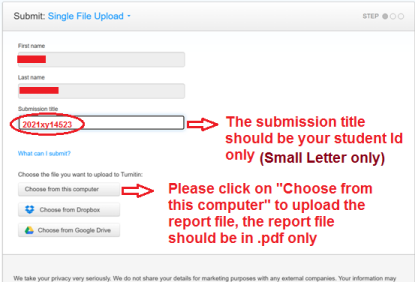 Submit: Single File Upload
STEP
First name
Last name
Submission title
2021xy14523
The submission title
should be your student Id
only (Small Letter only)
What can I submit?
Choose the file you want to upload to Turnitin:
Choose from this computer
Choose from Dropbox
Choose from Google Drive
Please click on "Choose from
this computer" to upload the
report file, the report file
should be in .pdf only
We take your privacy very seriously. We do not share your details for marketing purposes with any external companies. Your information may